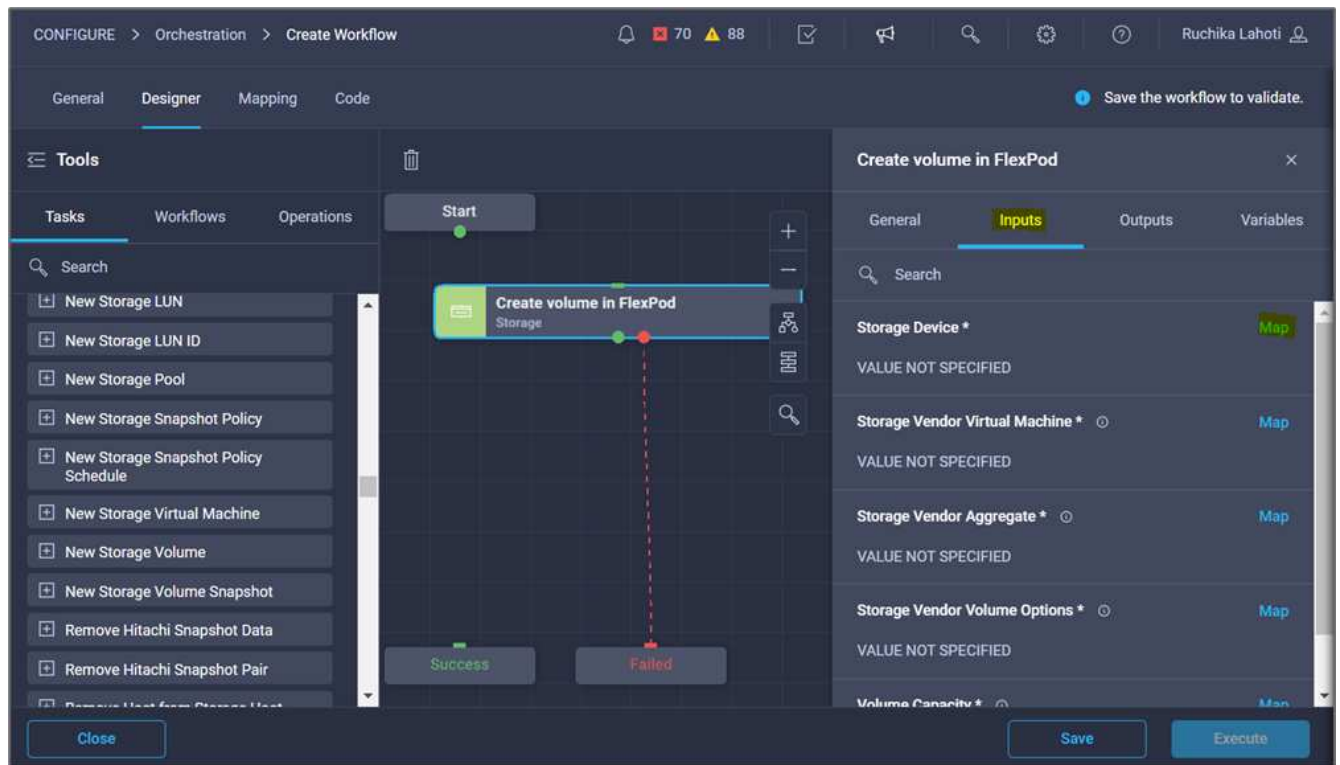 CONFIGURE > Orchestration > Create Workflow
70 88
Ruchika Lahoti
General Designer Mapping Code
Save the workflow to validate.
Tools
Tasks Workflows Operations
Search
New Storage LUN
New Storage LUN ID
New Storage Pool
New Storage Snapshot Policy
New Storage Snapshot Policy
Schedule
New Storage Virtual Machine
New Storage Volume
New Storage Volume Snapshot
Remove Hitachi Snapshot Data
Remove Hitachi Snapshot Pair
Remove Host from Storage Host
Start
Create volume in FlexPod
Storage
Success
Failed
Create volume in FlexPod
General Inputs Outputs Variables
Search
Storage Device * Map
VALUE NOT SPECIFIED
Storage Vendor Virtual Machine * Map
VALUE NOT SPECIFIED
Storage Vendor Aggregate * Map
VALUE NOT SPECIFIED
Storage Vendor Volume Options * Map
VALUE NOT SPECIFIED
Volume Capacity * Map
Close
Save
Execute